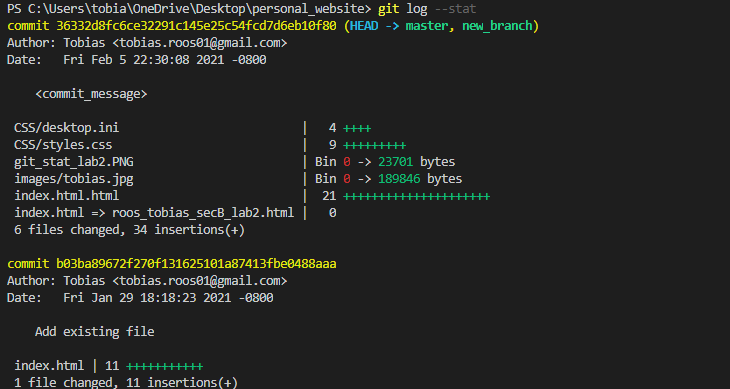 PS C:\Users\tobia\OneDrive\Desktop\personal_website> git log --stat
commit 36332d8fc6ce32291c145e25c54fcd7d6eb10f80 (HEAD -> master, new_branch)
Author: Tobias <tobias.roos01@gmail.com>
Date:   Fri Feb 5 22:30:08 2021 -0800

    <commit_message>

 CSS/desktop.ini                      |   4 ++++
 CSS/styles.css                       |   9 +++++++++
 git_stat_lab2.PNG                    | Bin 0 -> 23701 bytes
 images/tobias.jpg                    | Bin 0 -> 189846 bytes
 index.html.html                      |  21 +++++++++++++++++++++
 index.html => roos_tobias_secB_lab2.html |   0
 6 files changed, 34 insertions(+)

commit b03ba89672f270f131625101a87413fbe0488aaa
Author: Tobias <tobias.roos01@gmail.com>
Date:   Fri Jan 29 18:18:23 2021 -0800

    Add existing file

 index.html | 11 +++++++++++
 1 file changed, 11 insertions(+)